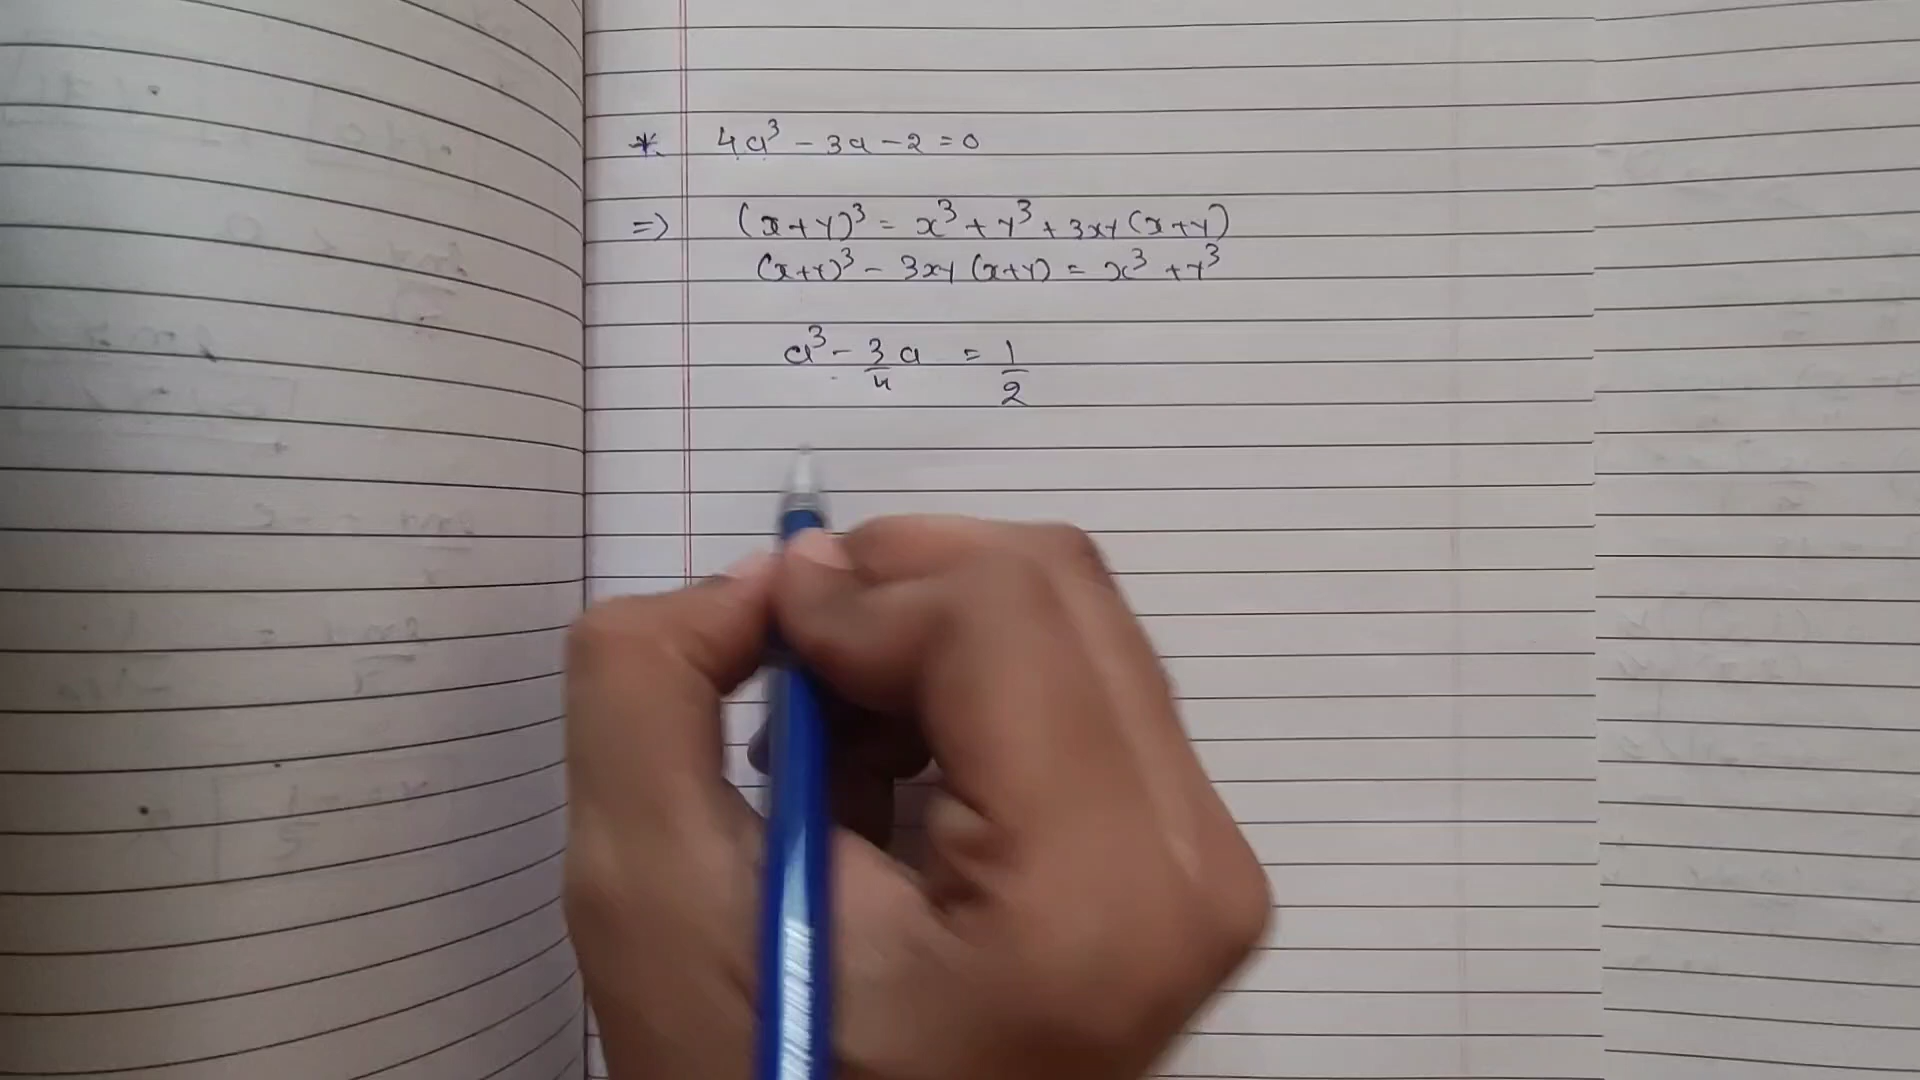 * 4a³ - 3a - 2 = 0
=> (x+y)³ = x³ + y³ + 3xy (x+y)
(x+y)³ - 3xy (x+y) = x³ + y³
a³ - 3/4 a = 1/2